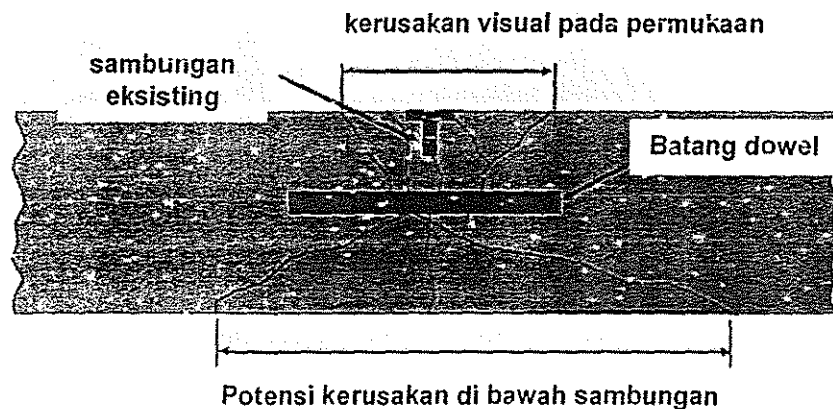 kerusakan visual pada permukaan
sambungan
eksisting
Batang dowel
Potensi kerusakan di bawah sambungan